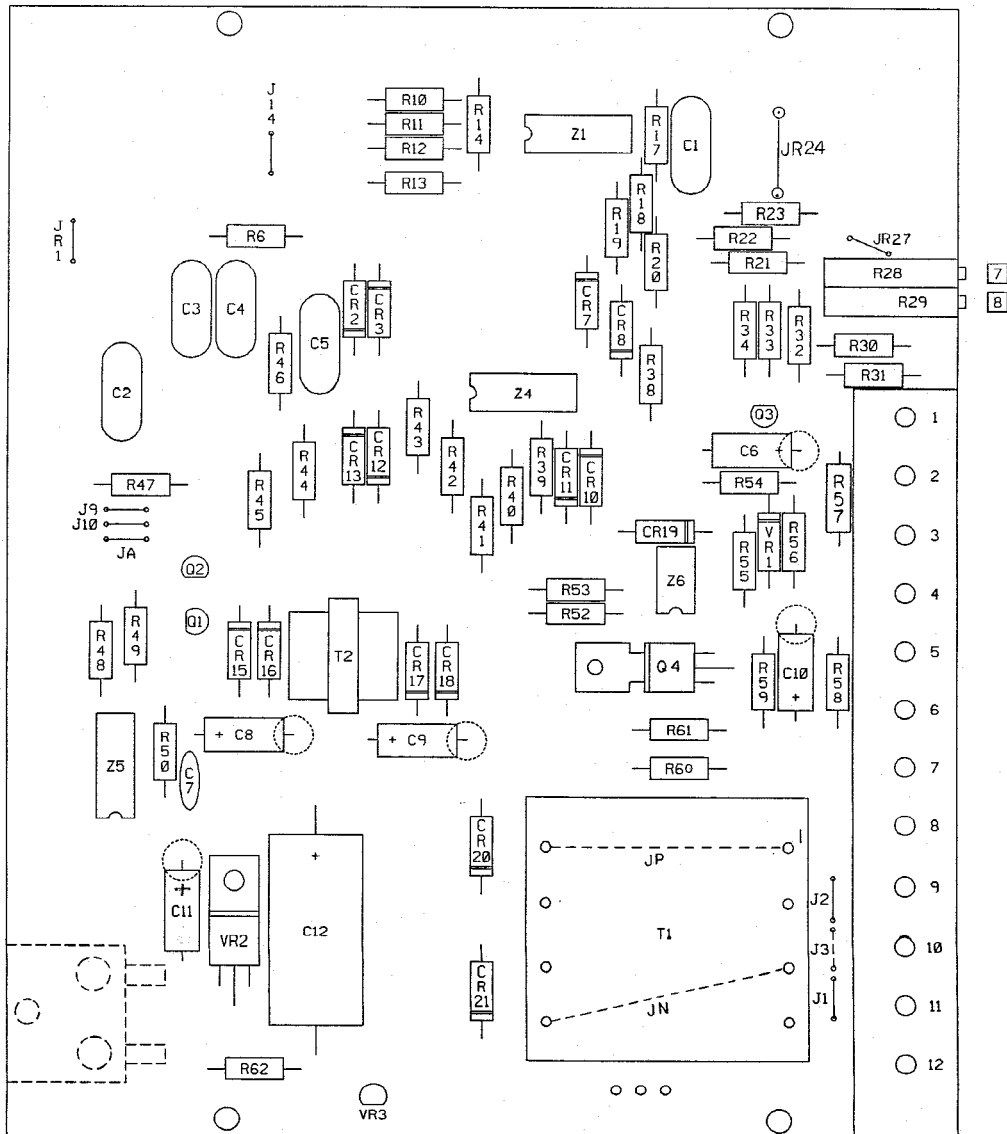 J14
R10
R11
R12
R13
R14
Z1
R17
C1
JR24
R18
R19
R20
R23
R22
R21
JR27
JR1
R6
R28
7
R29
8
C3
C4
CR2
CR3
C5
R46
CR7
CR8
R38
R34
R33
R32
R30
R31
C2
Z4
R43
Q3
1
C6
+
R47
R45
R44
CR13
CR12
R42
R41
R40
R39
CR11
CR10
R54
R57
2
J9
J10
JA
CR19
R55
VR1
R56
3
Q2
Z6
R53
R52
4
Q1
R48
R49
CR15
CR16
T2
CR17
CR18
Q4
R59
C10
+
R58
5
6
Z5
R50
C7
+ C8
+ C9
R61
R60
7
CR20
8
JP
+
C11
+
VR2
C12
T1
J2
9
J3
10
CR21
JN
J1
11
R62
12
VR3